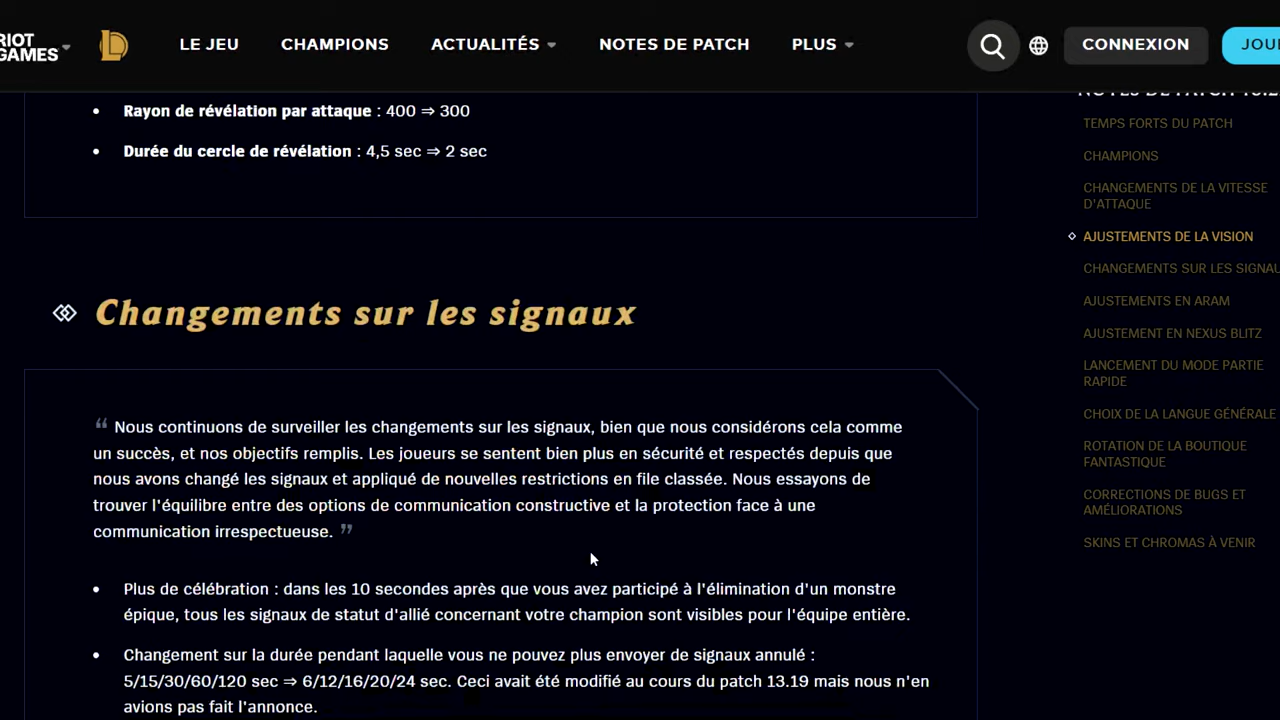 RIOT
GAMES
LE JEU
CHAMPIONS
ACTUALITÉS
NOTES DE PATCH
PLUS
CONNEXION
JOU
Rayon de révélation par attaque : 400 ⇒ 300
Durée du cercle de révélation : 4,5 sec ⇒ 2 sec
Changements sur les signaux
“ Nous continuons de surveiller les changements sur les signaux, bien que nous considérons cela comme
un succès, et nos objectifs remplis. Les joueurs se sentent bien plus en sécurité et respectés depuis que
nous avons changé les signaux et appliqué de nouvelles restrictions en file classée. Nous essayons de
trouver l'équilibre entre des options de communication constructive et la protection face à une
communication irrespectueuse. ”
Plus de célébration : dans les 10 secondes après que vous avez participé à l'élimination d'un monstre
épique, tous les signaux de statut d'allié concernant votre champion sont visibles pour l'équipe entière.
Changement sur la durée pendant laquelle vous ne pouvez plus envoyer de signaux annulé :
5/15/30/60/120 sec ⇒ 6/12/16/20/24 sec. Ceci avait été modifié au cours du patch 13.19 mais nous n'en
avions pas fait l'annonce.
NOTES DE PATCH
TEMPS FORTS DU PATCH
CHAMPIONS
CHANGEMENTS DE LA VITESSE
D'ATTAQUE
AJUSTEMENTS DE LA VISION
CHANGEMENTS SUR LES SIGNAU
AJUSTEMENTS EN ARAM
AJUSTEMENT EN NEXUS BLITZ
LANCEMENT DU MODE PARTIE
RAPIDE
CHOIX DE LA LANGUE GÉNÉRALE
ROTATION DE LA BOUTIQUE
FANTASTIQUE
CORRECTIONS DE BUGS ET
AMÉLIORATIONS
SKINS ET CHROMAS À VENIR